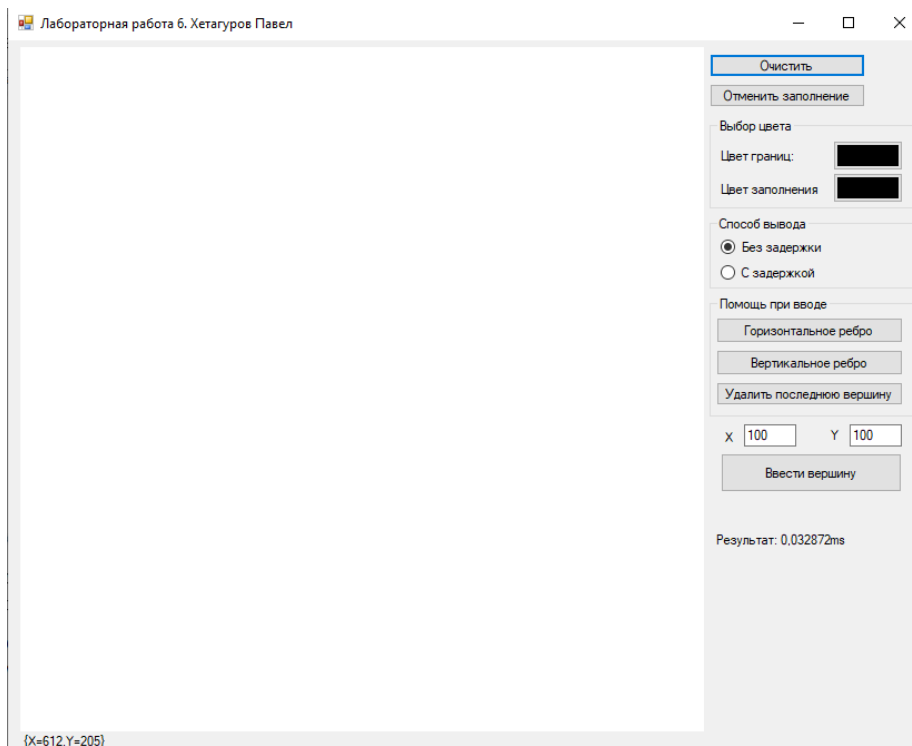 Лабораторная работа 6. Хетагуров Павел
Очистить
Отменить заполнение
Выбор цвета
Цвет границ:
Цвет заполнения
Способ вывода
Без задержки
С задержкой
Помощь при вводе
Горизонтальное ребро
Вертикальное ребро
Удалить последнюю вершину
X 100 Y 100
Ввести вершину
Результат: 0,032872ms
{X=612,Y=205}